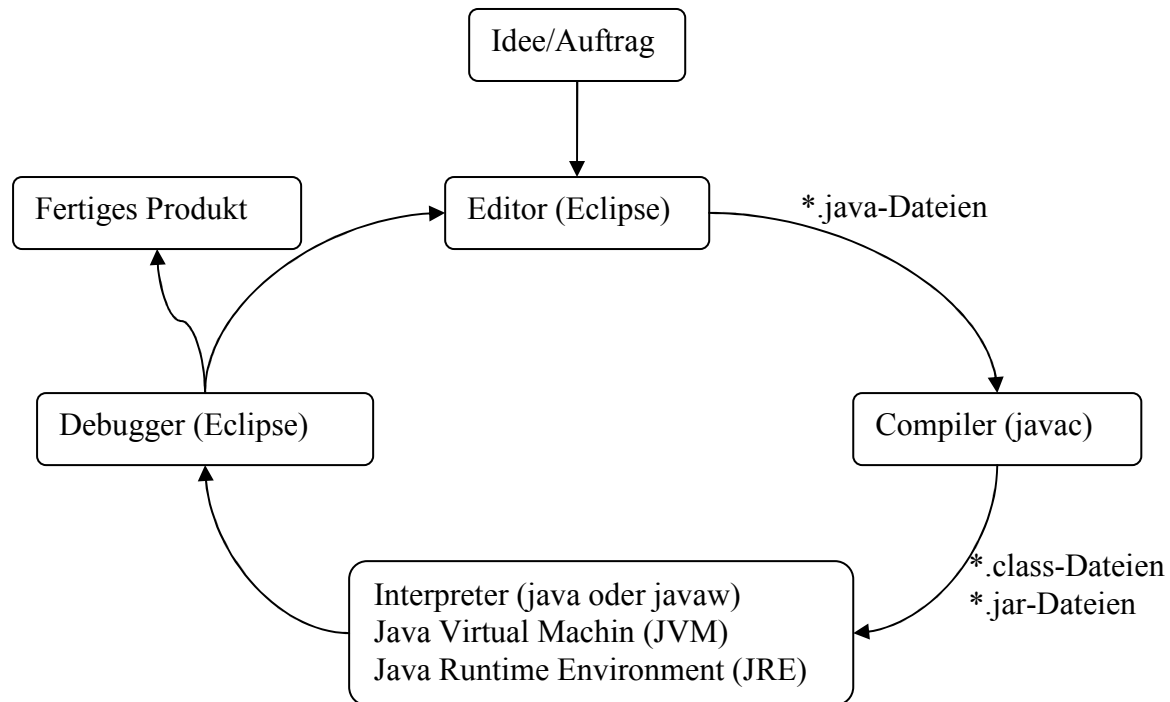 Idee/Auftrag
Fertiges Produkt
Editor (Eclipse)
*.java-Dateien
Debugger (Eclipse)
Compiler (javac)
*.class-Dateien
*.jar-Dateien
Interpreter (java oder javaw)
Java Virtual Machin (JVM)
Java Runtime Environment (JRE)